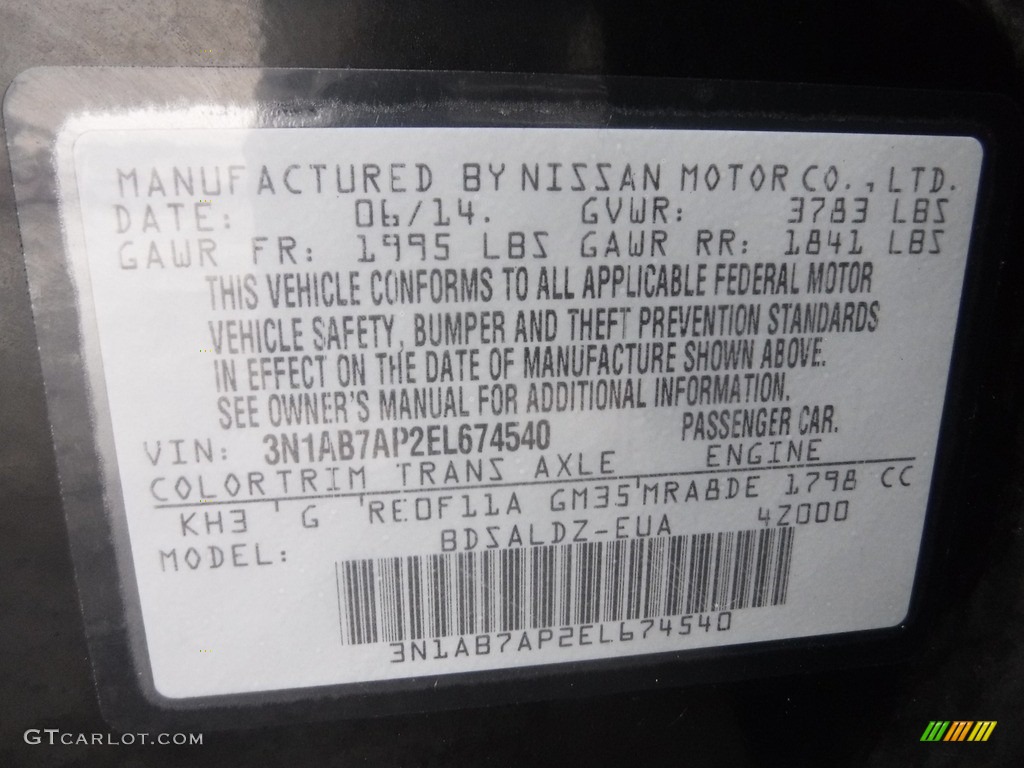 MANUFACTURED BY NISSAN MOTOR CO., LTD.
DATE: 06/14. GVWR: 3783 LBS
GAWR FR: 1995 LBS GAWR RR: 1841 LBS
THIS VEHICLE CONFORMS TO ALL APPLICABLE FEDERAL MOTOR
VEHICLE SAFETY, BUMPER AND THEFT PREVENTION STANDARDS
IN EFFECT ON THE DATE OF MANUFACTURE SHOWN ABOVE.
SEE OWNER'S MANUAL FOR ADDITIONAL INFORMATION.
VIN: 3N1AB7AP2EL674540 PASSENGER CAR.
COLORTRIM TRANS AXLE ENGINE
KH3 ' G 'RE0F11A GM35'MRA8DE 1798 CC
MODEL: BDSALDZ-EUA 4Z000
3N1AB7AP2EL674540
GTCARLOT.COM